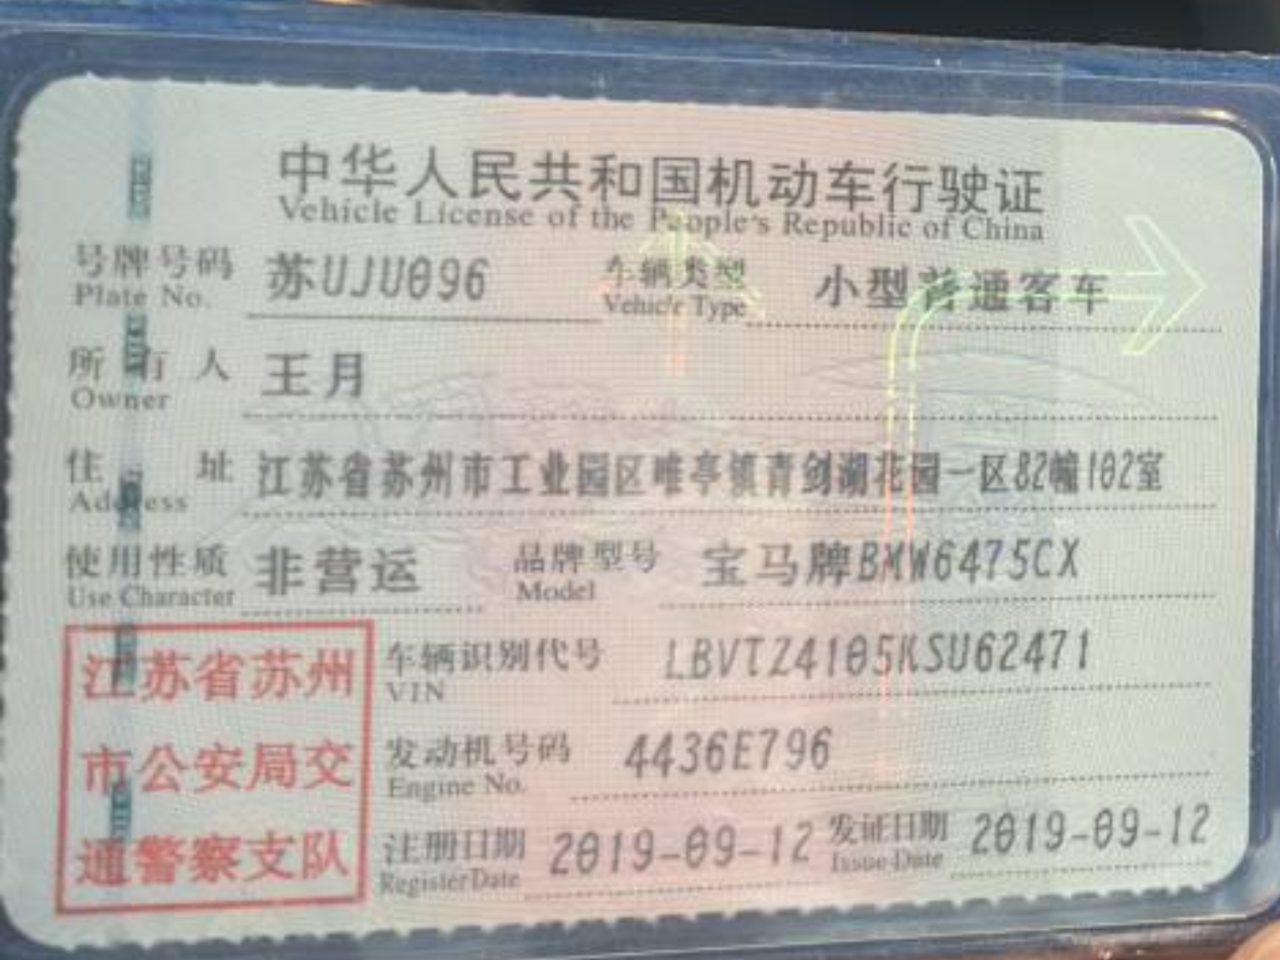 中华人民共和国机动车行驶证
Vehicle License of the People's Republic of China
号牌号码 苏UJU096 车辆类型 小型普通客车
Plate No. Vehicle Type
所有人 王月
Owner
住址 江苏省苏州市工业园区唯亭镇青剑湖花园一区82幢102室
Address
使用性质 非营运 品牌型号 宝马牌BMW6475CX
Use Character Model
江苏省苏州
市公安局交
通警察支队
车辆识别代号 LBVTZ4105KSU62471
VIN
发动机号码 4436E796
Engine No.
注册日期 2019-09-12 发证日期 2019-09-12
Register Date Issue Date